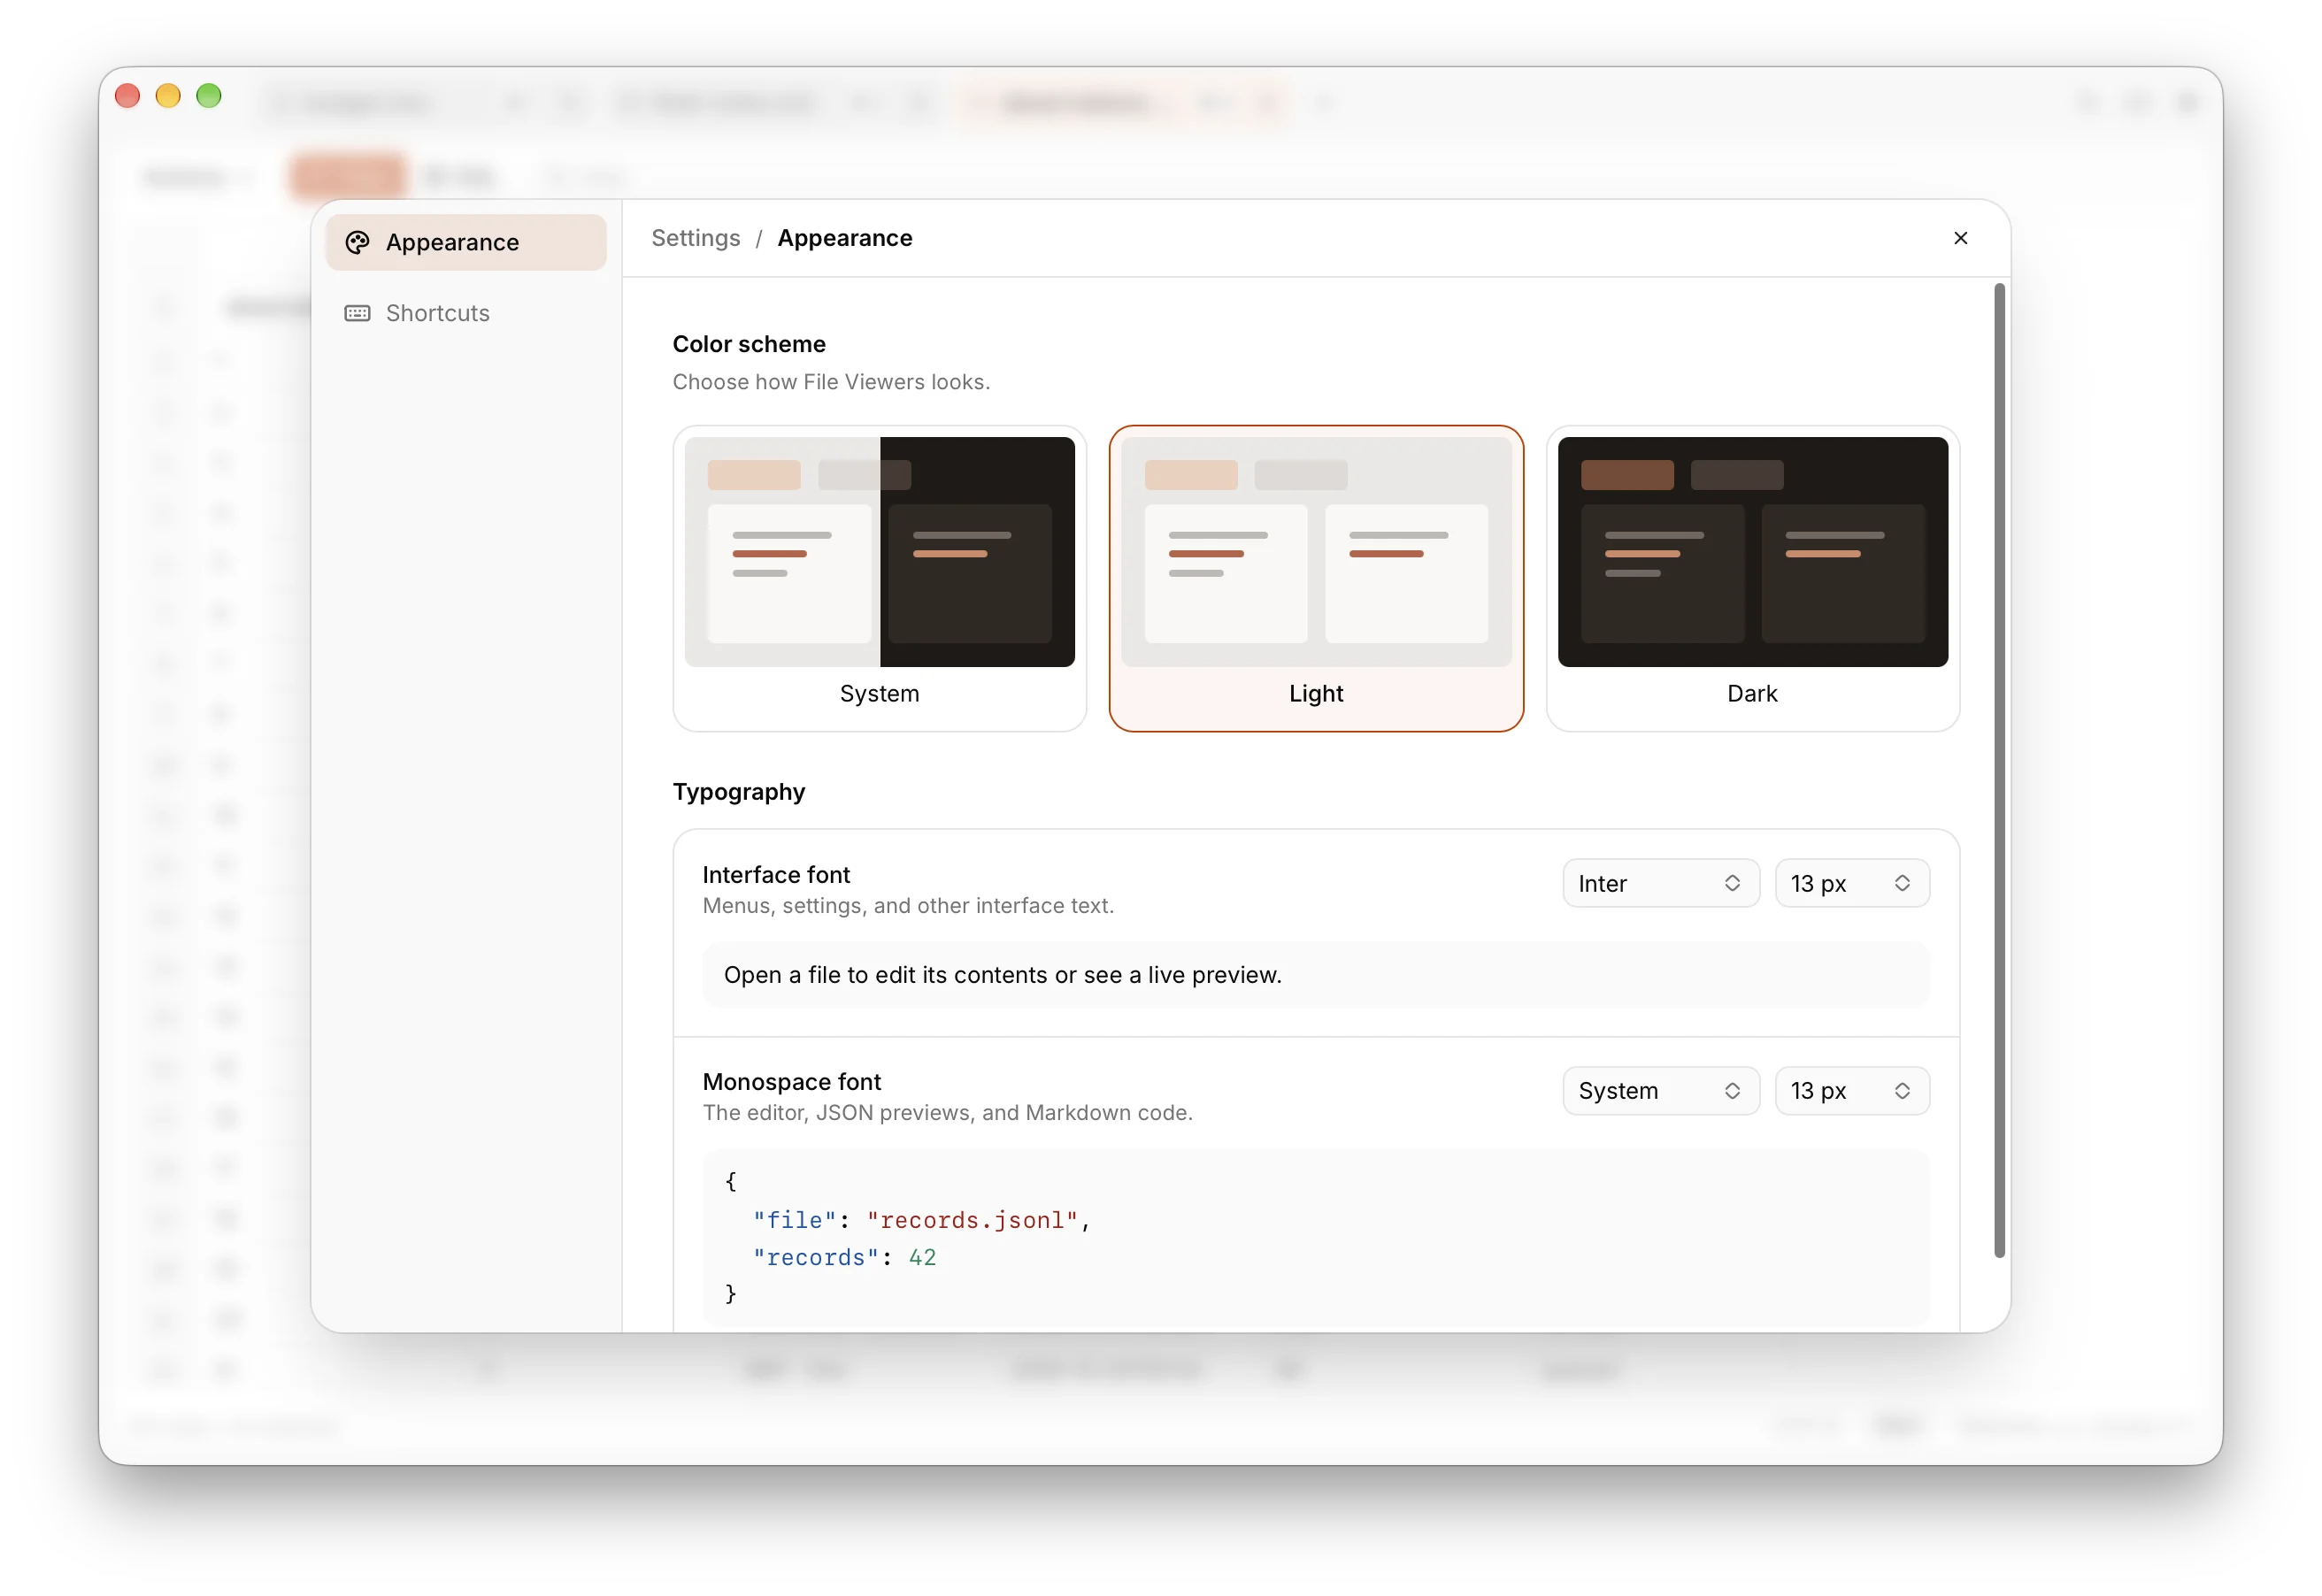 Appearance
Shortcuts
Settings / Appearance
Color scheme
Choose how File Viewers looks.
System
Light
Dark
Typography
Interface font
Inter
13 px
Menus, settings, and other interface text.
Open a file to edit its contents or see a live preview.
Monospace font
System
13 px
The editor, JSON previews, and Markdown code.
{
"file": "records.jsonl",
"records": 42
}